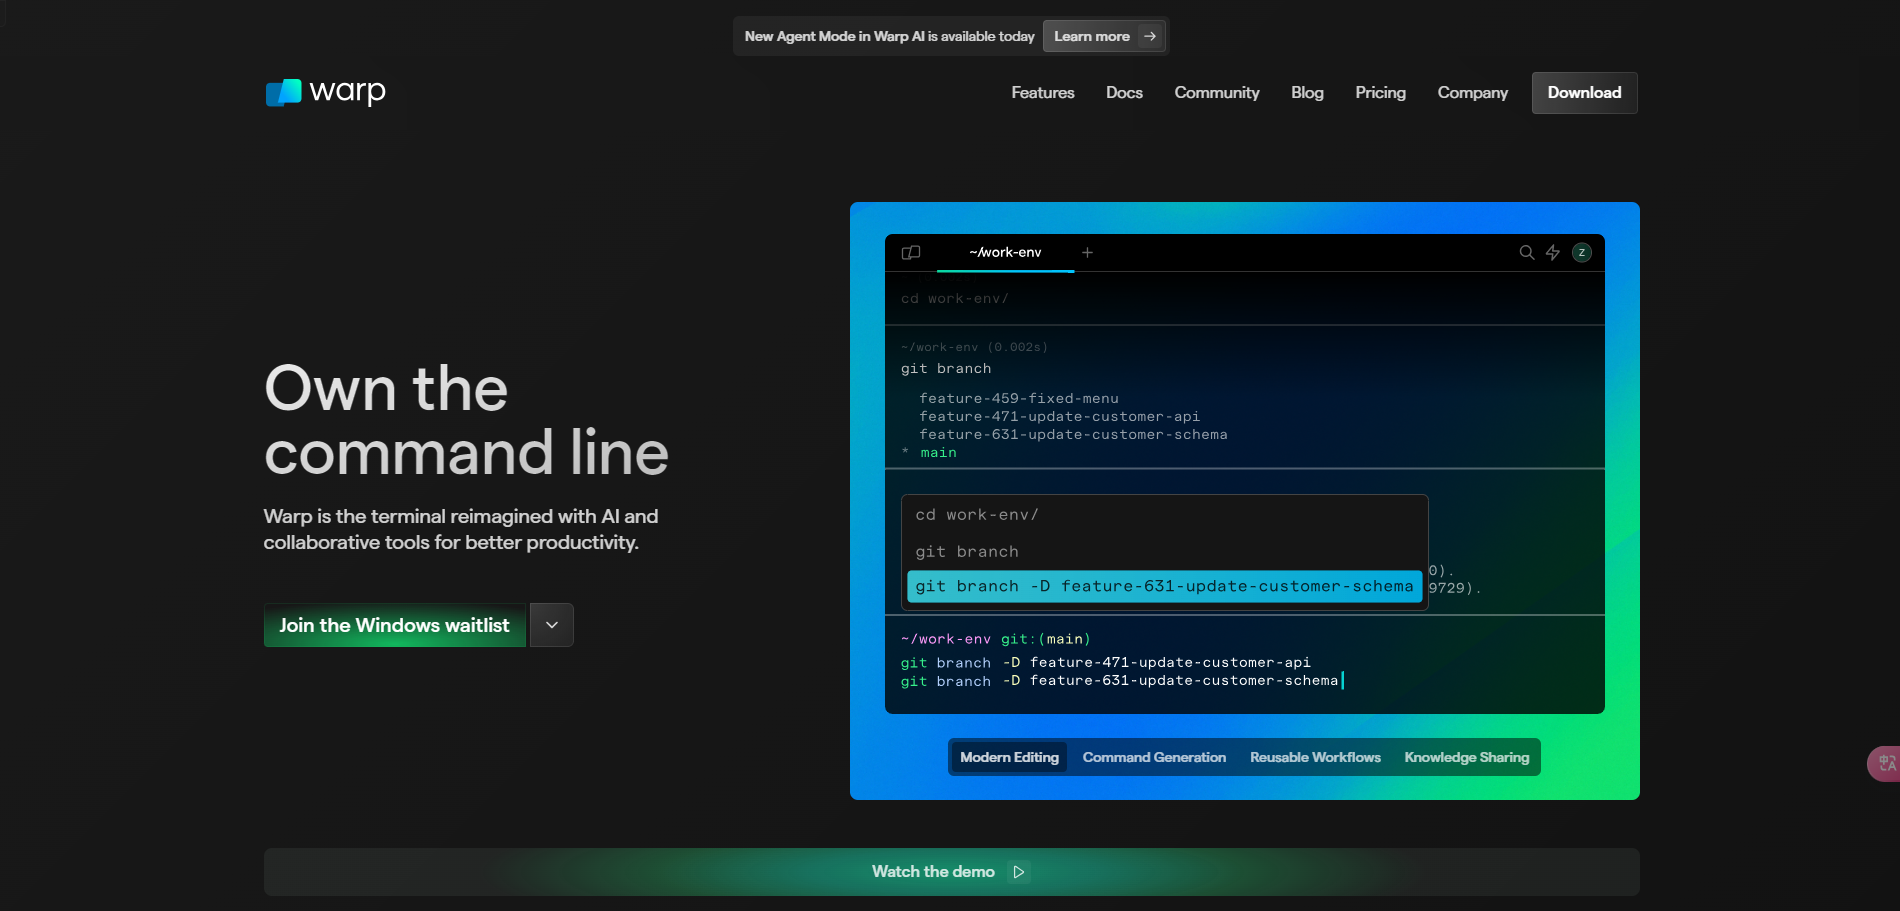 New Agent Mode in Warp AI is available today Learn more →
warp
Features Docs Community Blog Pricing Company Download
~/work-env +
Z
cd work-env/
~/work-env (0.002s)
git branch
feature-459-fixed-menu
feature-471-update-customer-api
feature-631-update-customer-schema
* main
cd work-env/
git branch
0).
git branch -D feature-631-update-customer-schema
9729).
~/work-env git:(main)
git branch -D feature-471-update-customer-api
git branch -D feature-631-update-customer-schema
Modern Editing Command Generation Reusable Workflows Knowledge Sharing
Own the
command line
Warp is the terminal reimagined with AI and
collaborative tools for better productivity.
Join the Windows waitlist
Watch the demo
中A